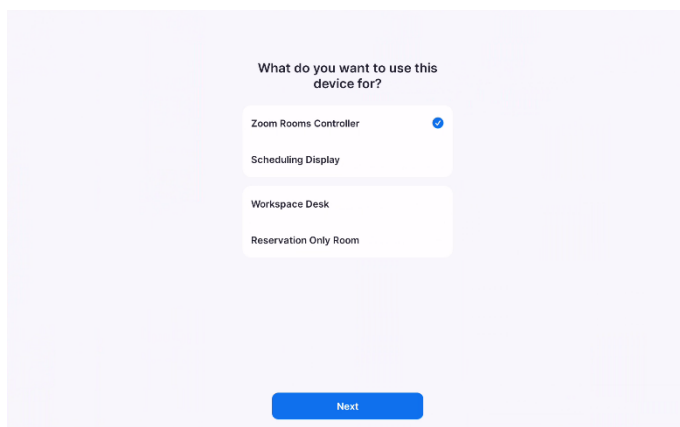 What do you want to use this
device for?
Zoom Rooms Controller
Scheduling Display
Workspace Desk
Reservation Only Room
Next